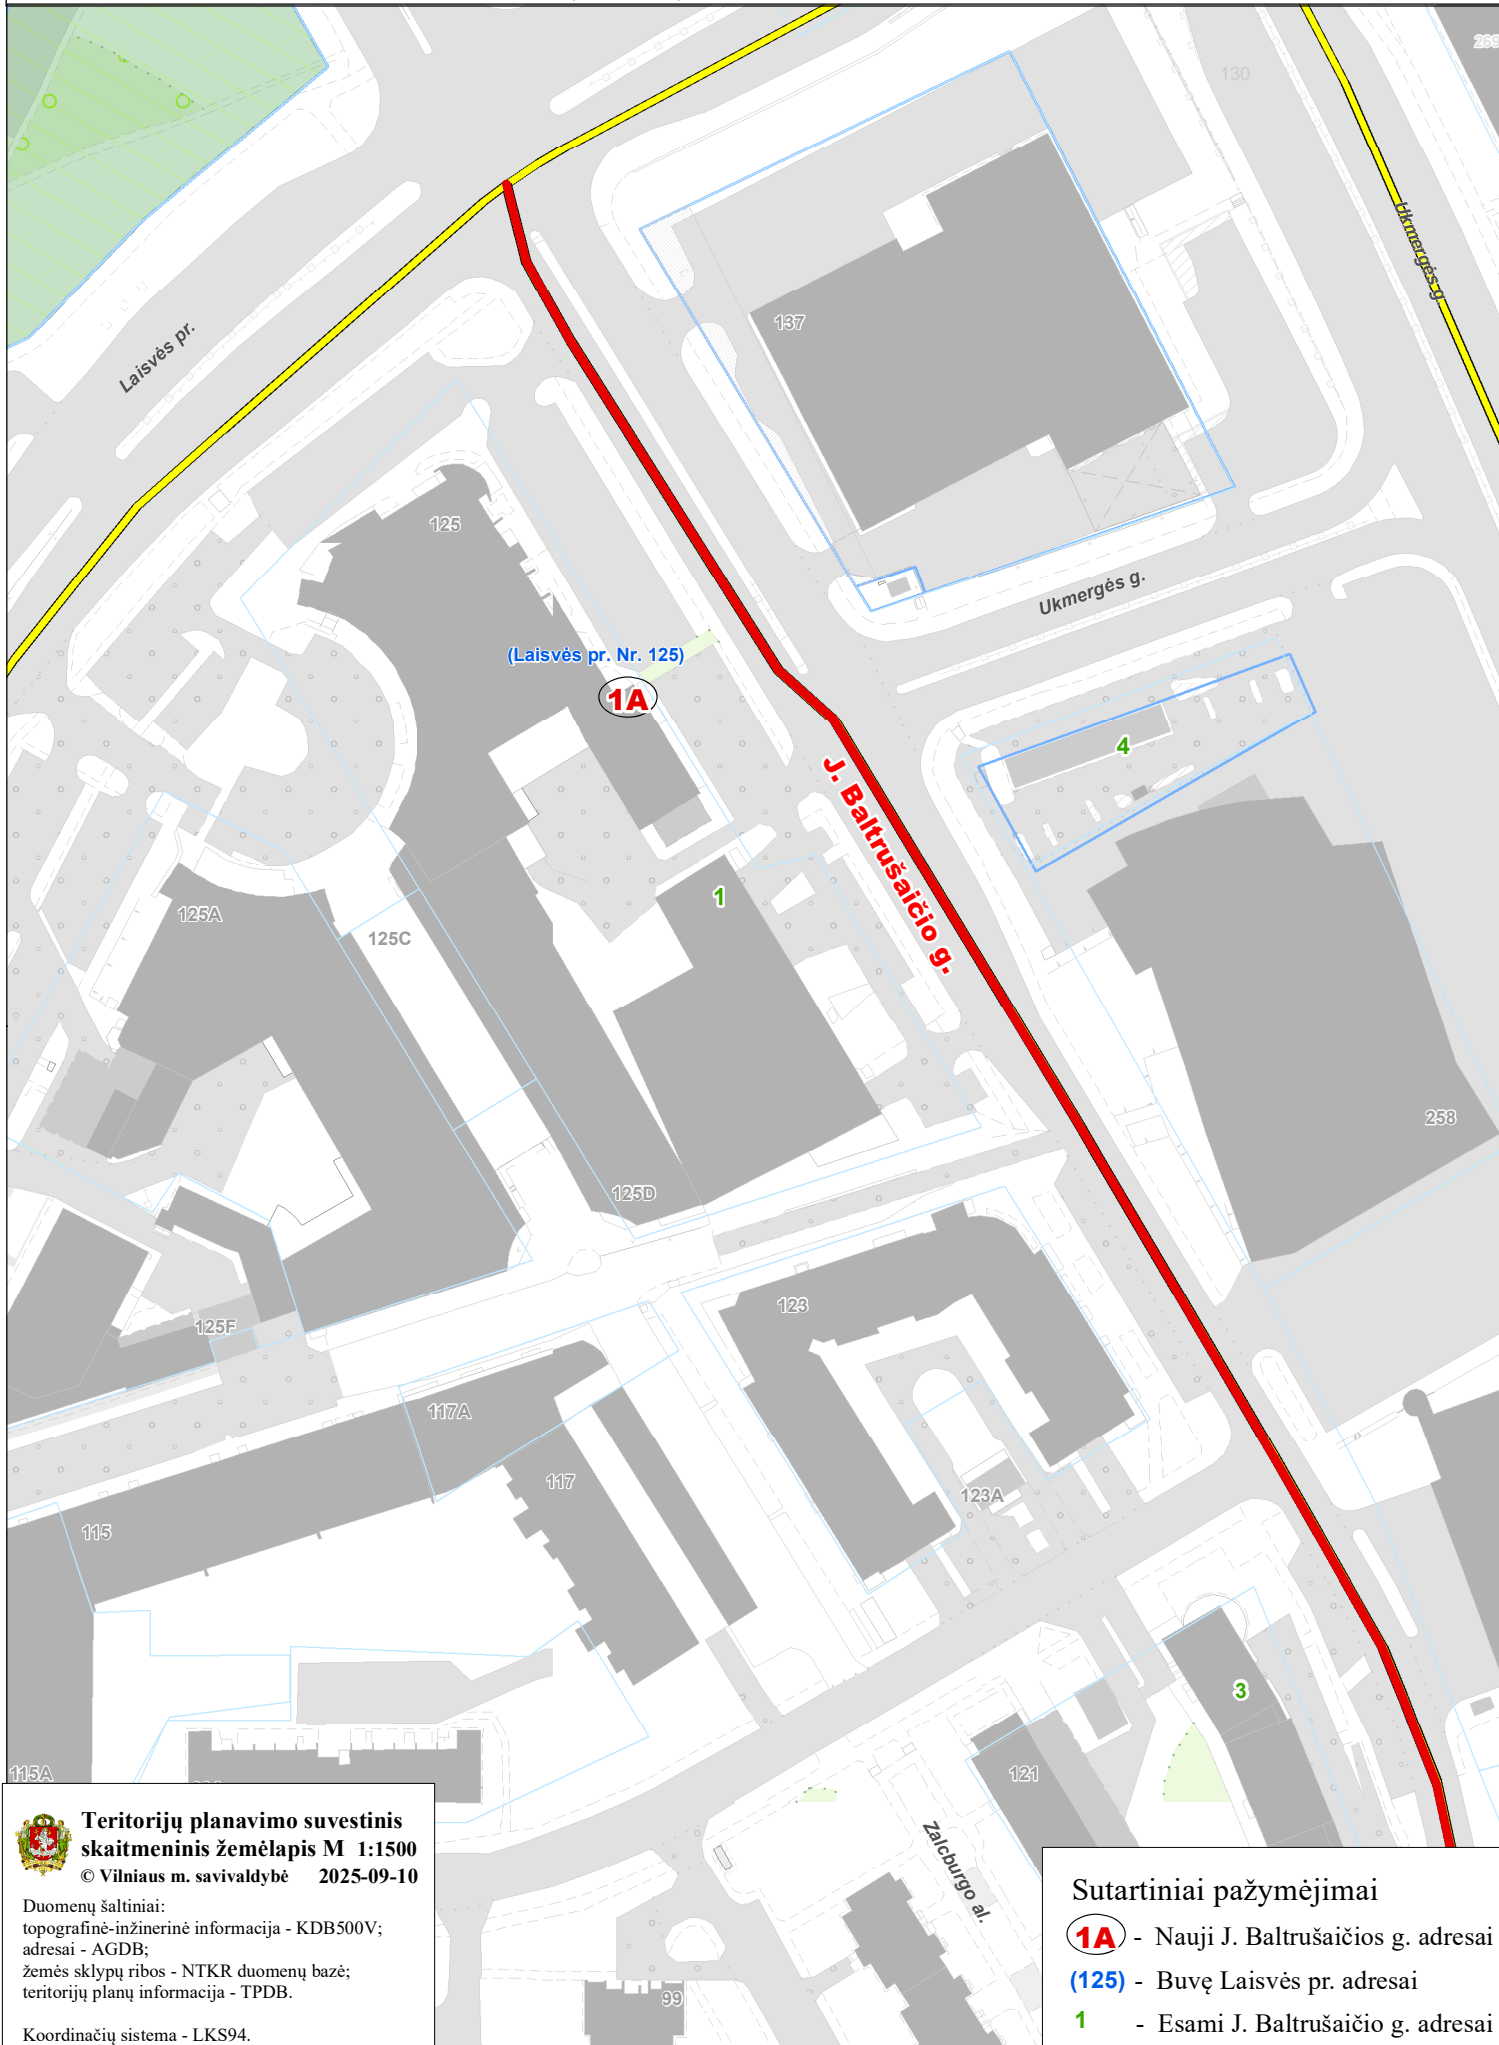 269
130
Ukmergės g.
Laisvės pr.
137
125
Ukmergės g.
(Laisvės pr. Nr. 125)
1A
4
J. Baltrušaičio g.
1
125A
125C
258
125D
123
125F
117A
117
123A
115
3
115A
121
Zalcburgo al.
99
Teritorijų planavimo suvestinis
skaitmeninis žemėlapis M 1:1500
© Vilniaus m. savivaldybė 2025-09-10
Duomenų šaltiniai:
topografinė-inžinerinė informacija - KDB500V;
adresai - AGDB;
žemės sklypų ribos - NTKR duomenų bazė;
teritorijų planų informacija - TPDB.
Koordinačių sistema - LKS94.
Sutartiniai pažymėjimai
1A - Nauji J. Baltrušaičios g. adresai
(125) - Buvę Laisvės pr. adresai
1 - Esami J. Baltrušaičio g. adresai